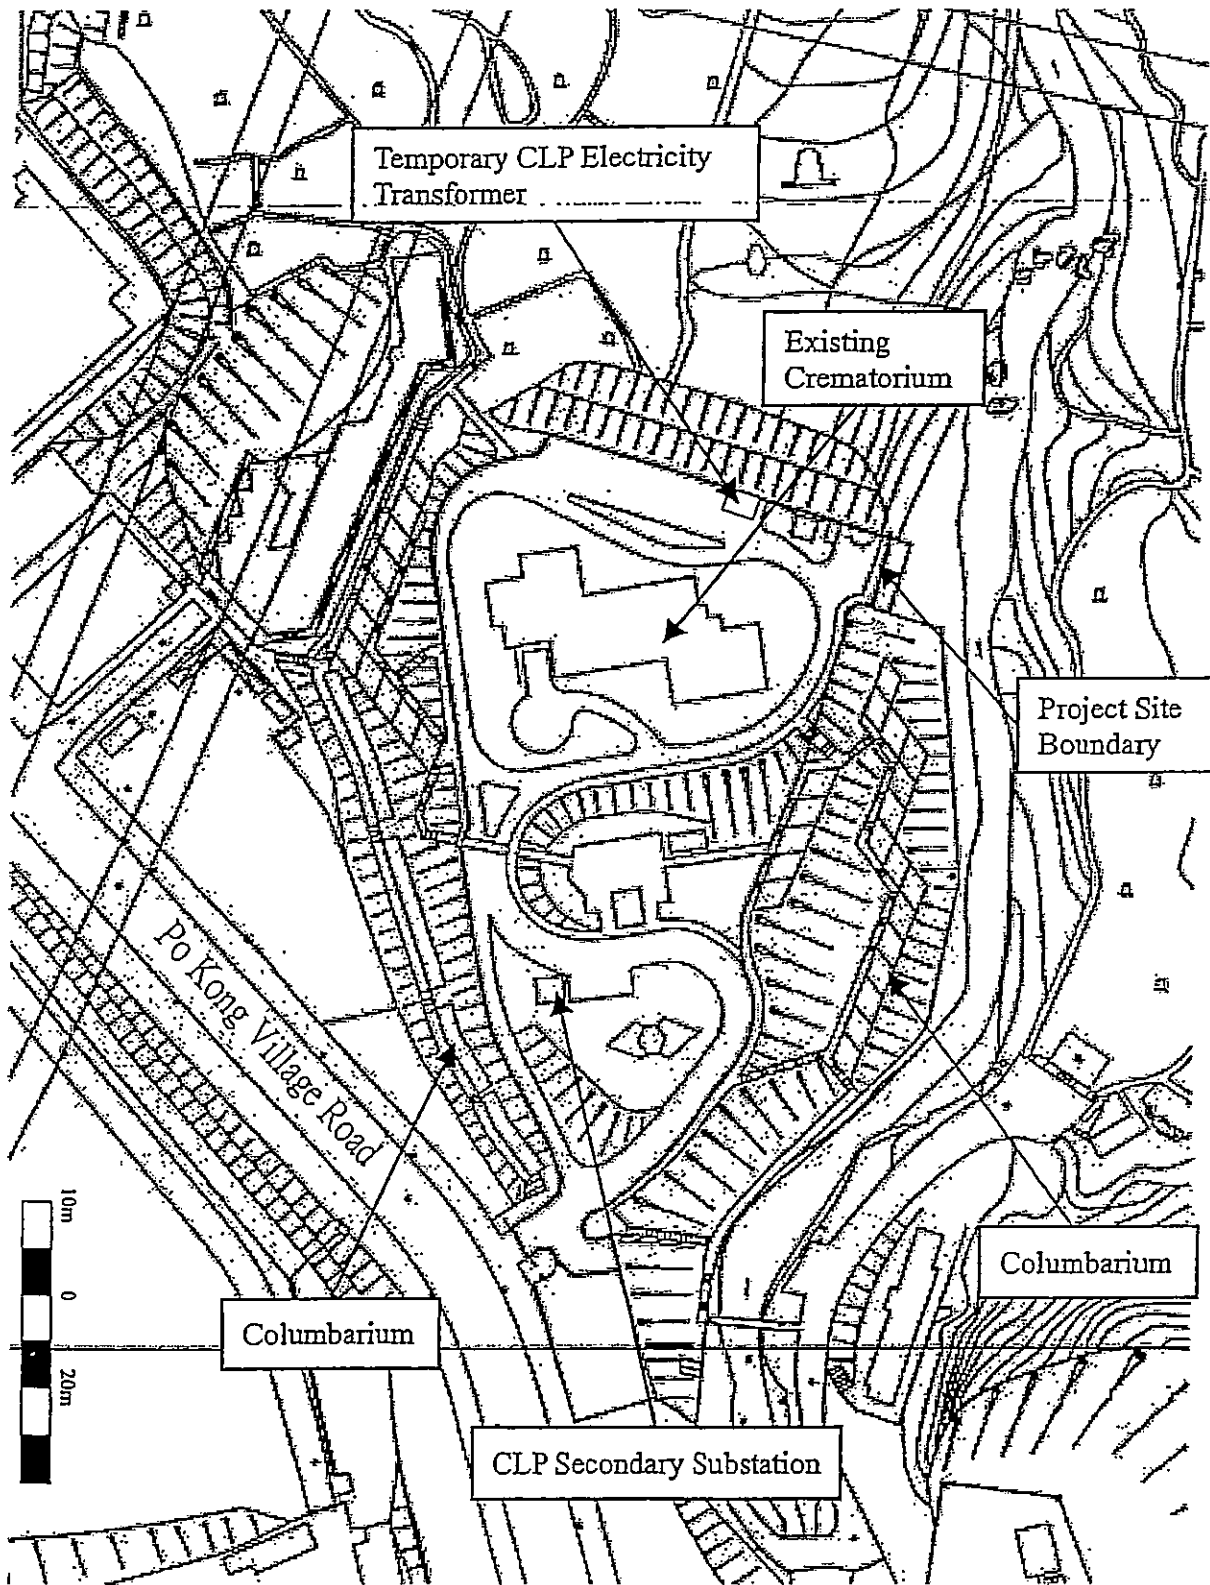 Temporary CLP Electricity
Transformer
Existing
Crematorium
Project Site
Boundary
Po Kong Village Road
10m
0
20m
Columbarium
Columbarium
CLP Secondary Substation